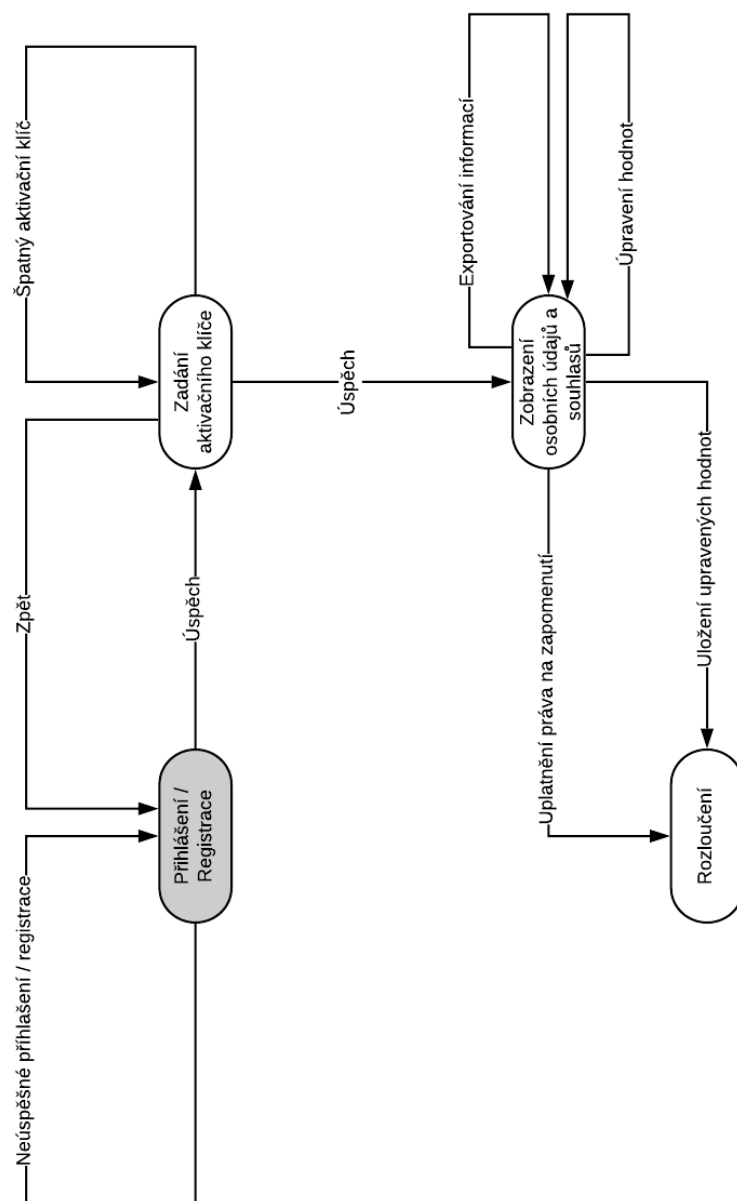 Neúspěšné příhlašení / registrace
Zpět
Špatný aktivační klíč
Přihlášení /
Registrace
Úspěch
Zadání
aktivačního klíče
Úspěch
Exportování informací
Zobrazení
osobních údajů a
souhlasů
Uplatnění práva na zapomenutí
Úpravení hodnot
Rozloučení
Uložení upravených hodnot